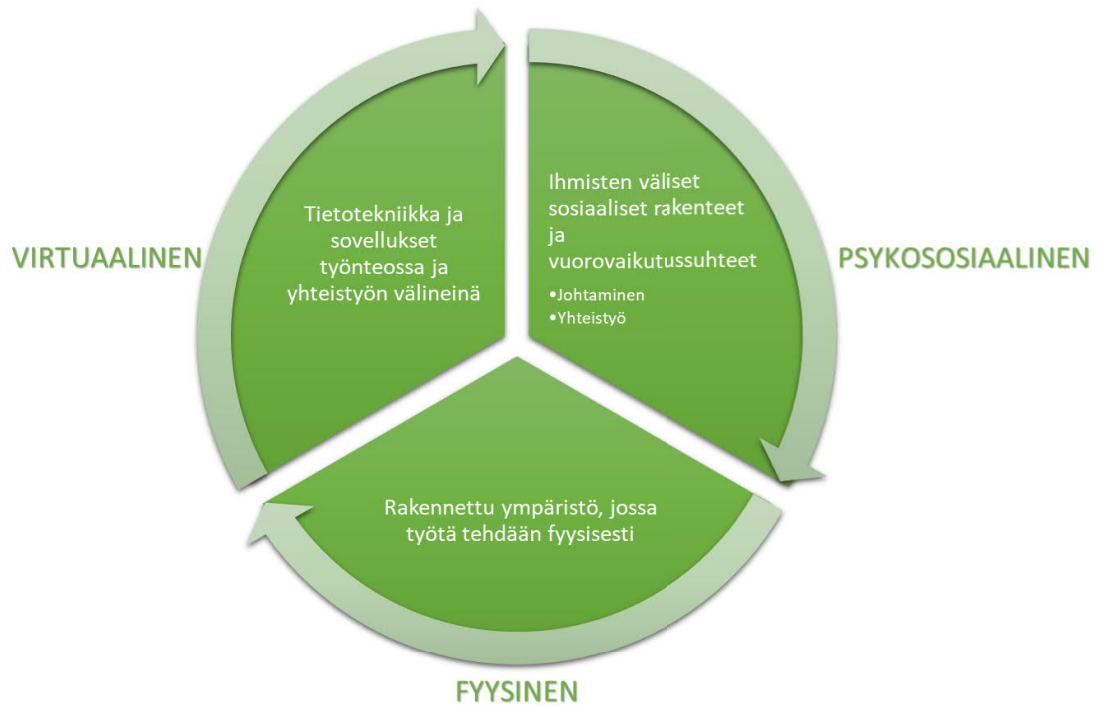 VIRTUAALINEN
Tietotekniikka ja
sovellukset
työnteossa ja
yhteistyön välineinä
Ihmisten väliset
sosiaaliset rakenteet
ja
vuorovaikutussuhteet
•Johtaminen
•Yhteistyö
PSYKOSOSIAALINEN
Rakennettu ympäristö, jossa
työtä tehdään fyysisesti
FYYSINEN